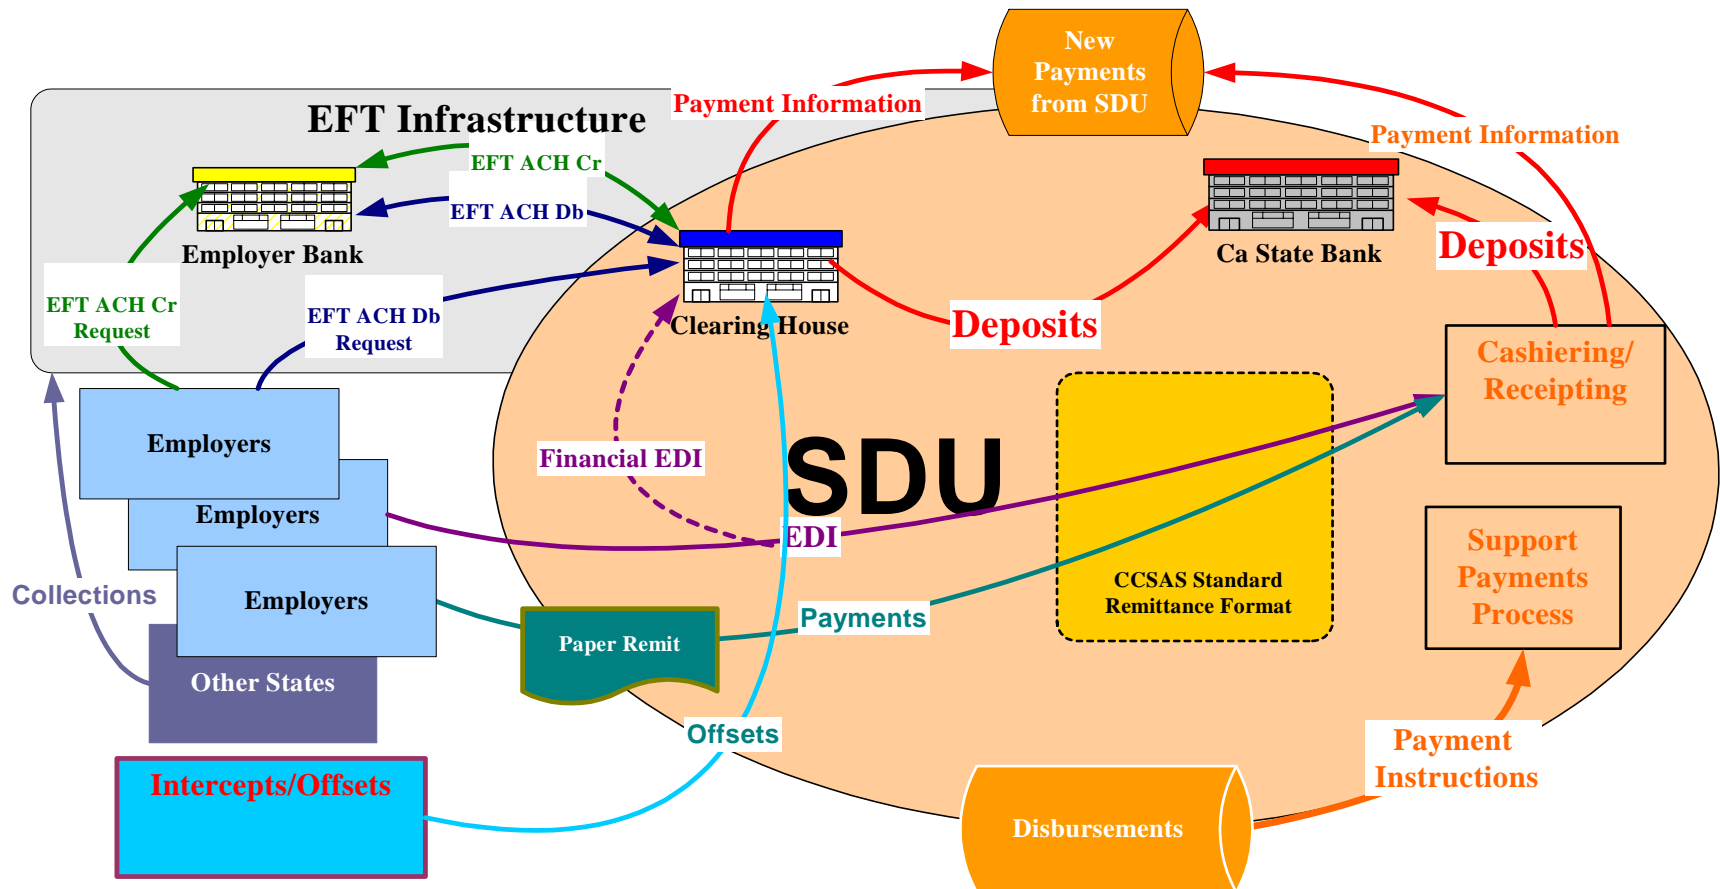 New
Payments
from SDU
Payment Information
EFT Infrastructure
Payment Information
EFT ACH Cr
EFT ACH Db
Employer Bank
Ca State Bank
Deposits
EFT ACH Cr
Request
EFT ACH Db
Request
Clearing House
Deposits
Cashiering/
Receipting
Employers
Financial EDI
SDU
Employers
EDI
Support
Payments
Process
CCSAS Standard
Remittance Format
Collections
Employers
Payments
Paper Remit
Other States
Offsets
Payment
Instructions
Intercepts/Offsets
Disbursements